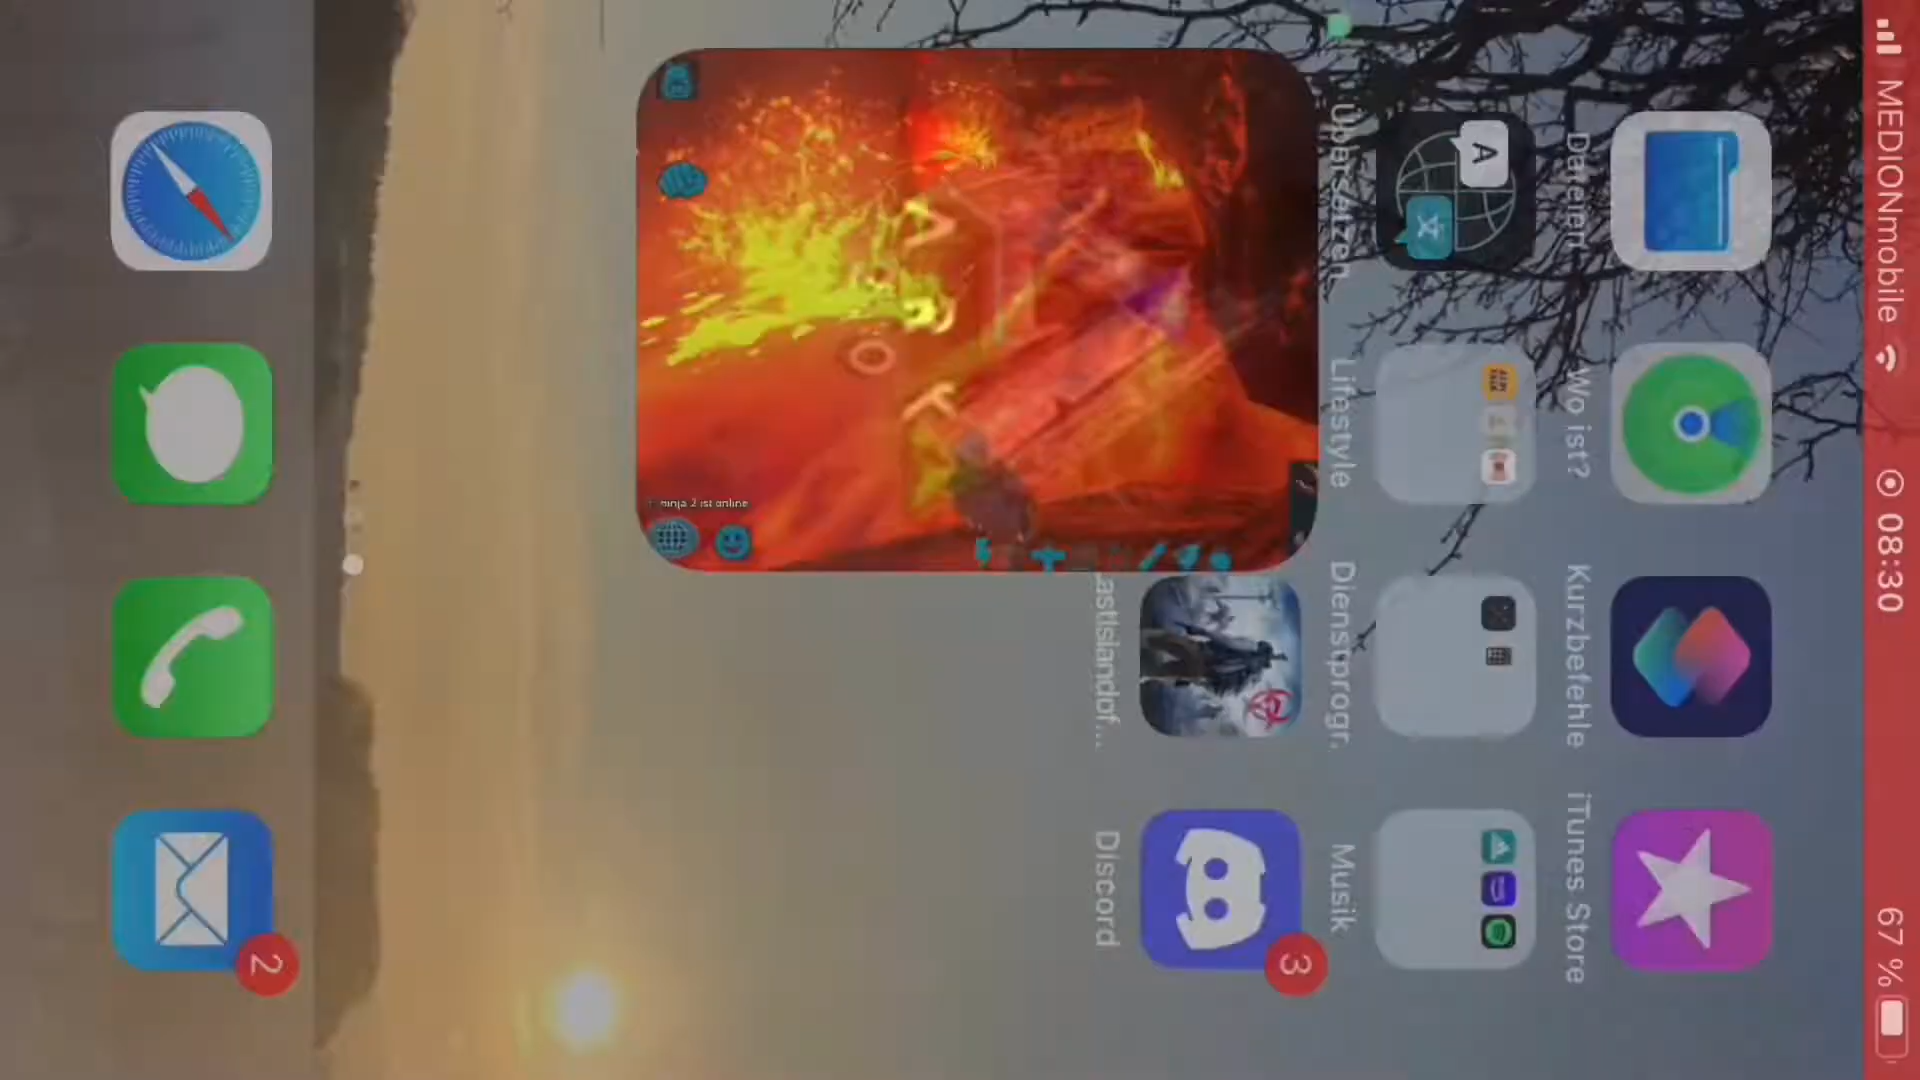 MEDIONmobile 08:30 67 %
Dateien Wo ist? Kurzbefehle iTunes Store
A
Übersetzen Lifestyle Dienstprogr. Musik
3
astIslandof... Discord
ninja 2 ist online
2